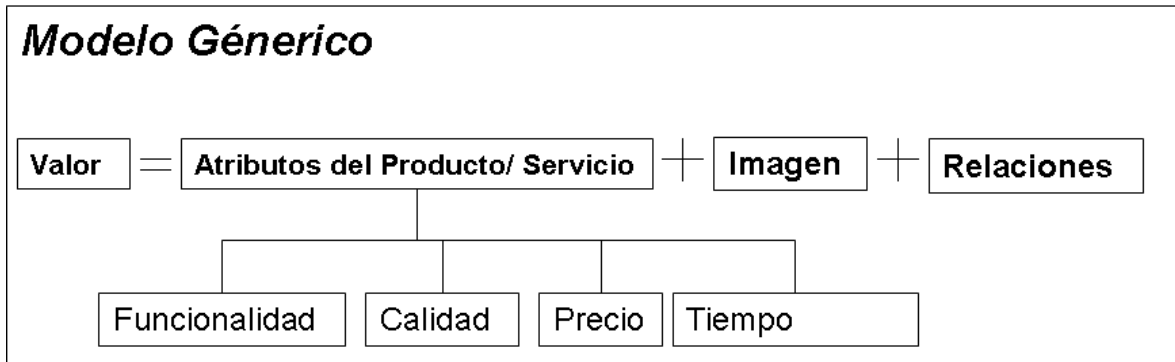 Modelo Génerico
Valor = Atributos del Producto/ Servicio + Imagen + Relaciones
Funcionalidad Calidad Precio Tiempo